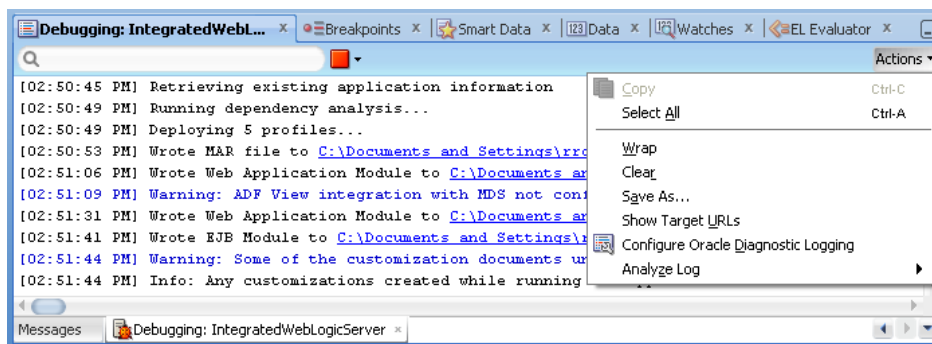 Debugging: IntegratedWebL... x Breakpoints x Smart Data x Data x Watches x EL Evaluator x
Actions
[02:50:45 PM] Retrieving existing application information
[02:50:49 PM] Running dependency analysis...
[02:50:49 PM] Deploying 5 profiles...
[02:50:53 PM] Wrote MAR file to C:\Documents and Settings\
[02:51:06 PM] Wrote Web Application Module to C:\Documents
[02:51:09 PM] Warning: ADF View integration with MDS not
[02:51:31 PM] Wrote Web Application Module to C:\Documents
[02:51:41 PM] Wrote EJB Module to C:\Documents and Settings\
[02:51:44 PM] Warning: Some of the customization documents
[02:51:44 PM] Info: Any customizations created while running
Copy Ctrl-C
Select All Ctrl-A
Wrap
Clear
Save As...
Show Target URLs
Configure Oracle Diagnostic Logging
Analyze Log
Messages Debugging: IntegratedWebLogicServer x